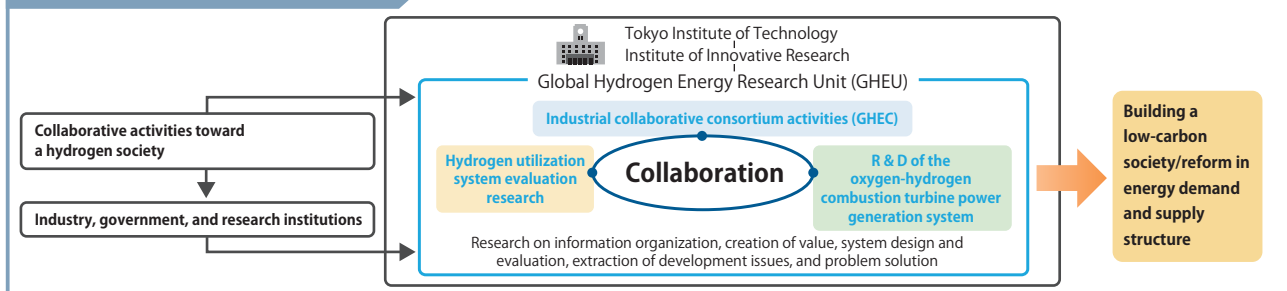 Tokyo Institute of Technology
Institute of Innovative Research
Global Hydrogen Energy Research Unit (GHEU)
Industrial collaborative consortium activities (GHEC)
Collaborative activities toward
a hydrogen society
Industry, government, and research institutions
Hydrogen utilization
system evaluation
research
Collaboration
R & D of the
oxygen-hydrogen
combustion turbine power
generation system
Research on information organization, creation of value, system design and
evaluation, extraction of development issues, and problem solution
Building a
low-carbon
society/reform in
energy demand
and supply
structure